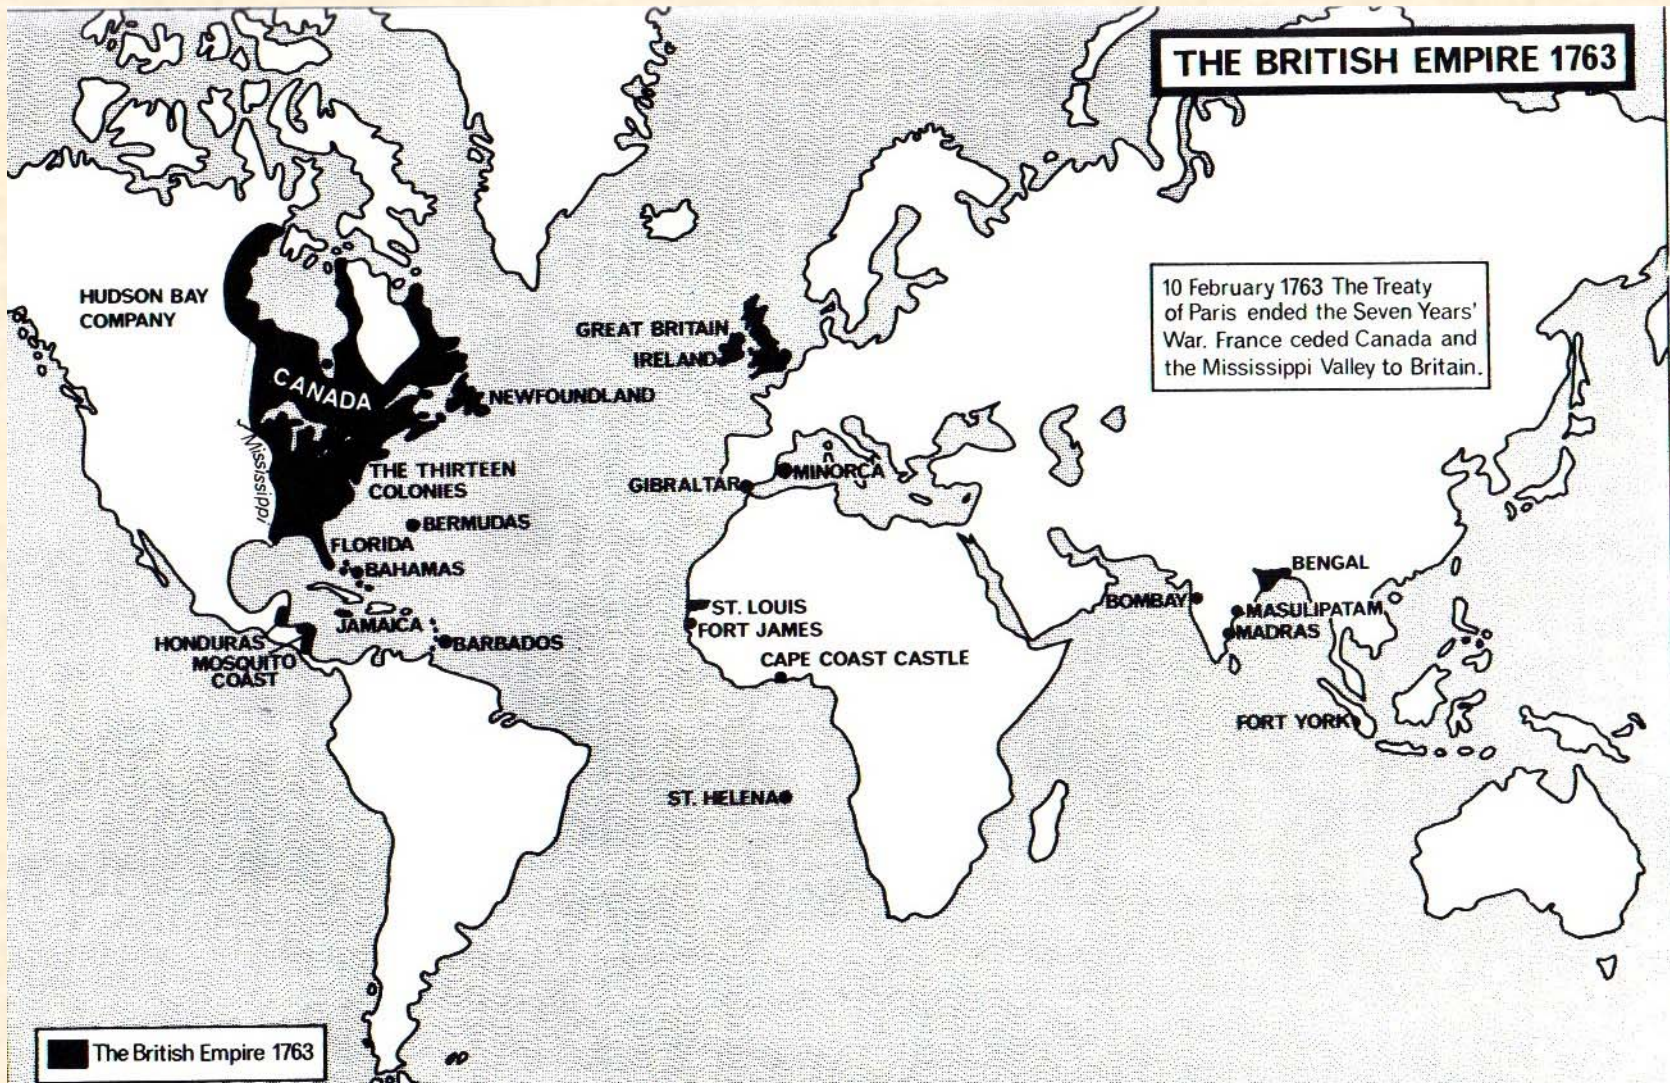 THE BRITISH EMPIRE 1763
10 February 1763 The Treaty
of Paris ended the Seven Years'
War. France ceded Canada and
the Mississippi Valley to Britain.
HUDSON BAY
COMPANY
CANADA
GREAT BRITAIN
IRELAND
NEWFOUNDLAND
Mississippi
THE THIRTEEN
COLONIES
GIBRALTAR
MINORCA
BERMUDAS
FLORIDA
BAHAMAS
JAMAICA
BARBADOS
HONDURAS
MOSQUITO
COAST
ST. LOUIS
FORT JAMES
CAPE COAST CASTLE
ST. HELENA
BENGAL
BOMBAY
MASULIPATAM
MADRAS
FORT YORK
The British Empire 1763